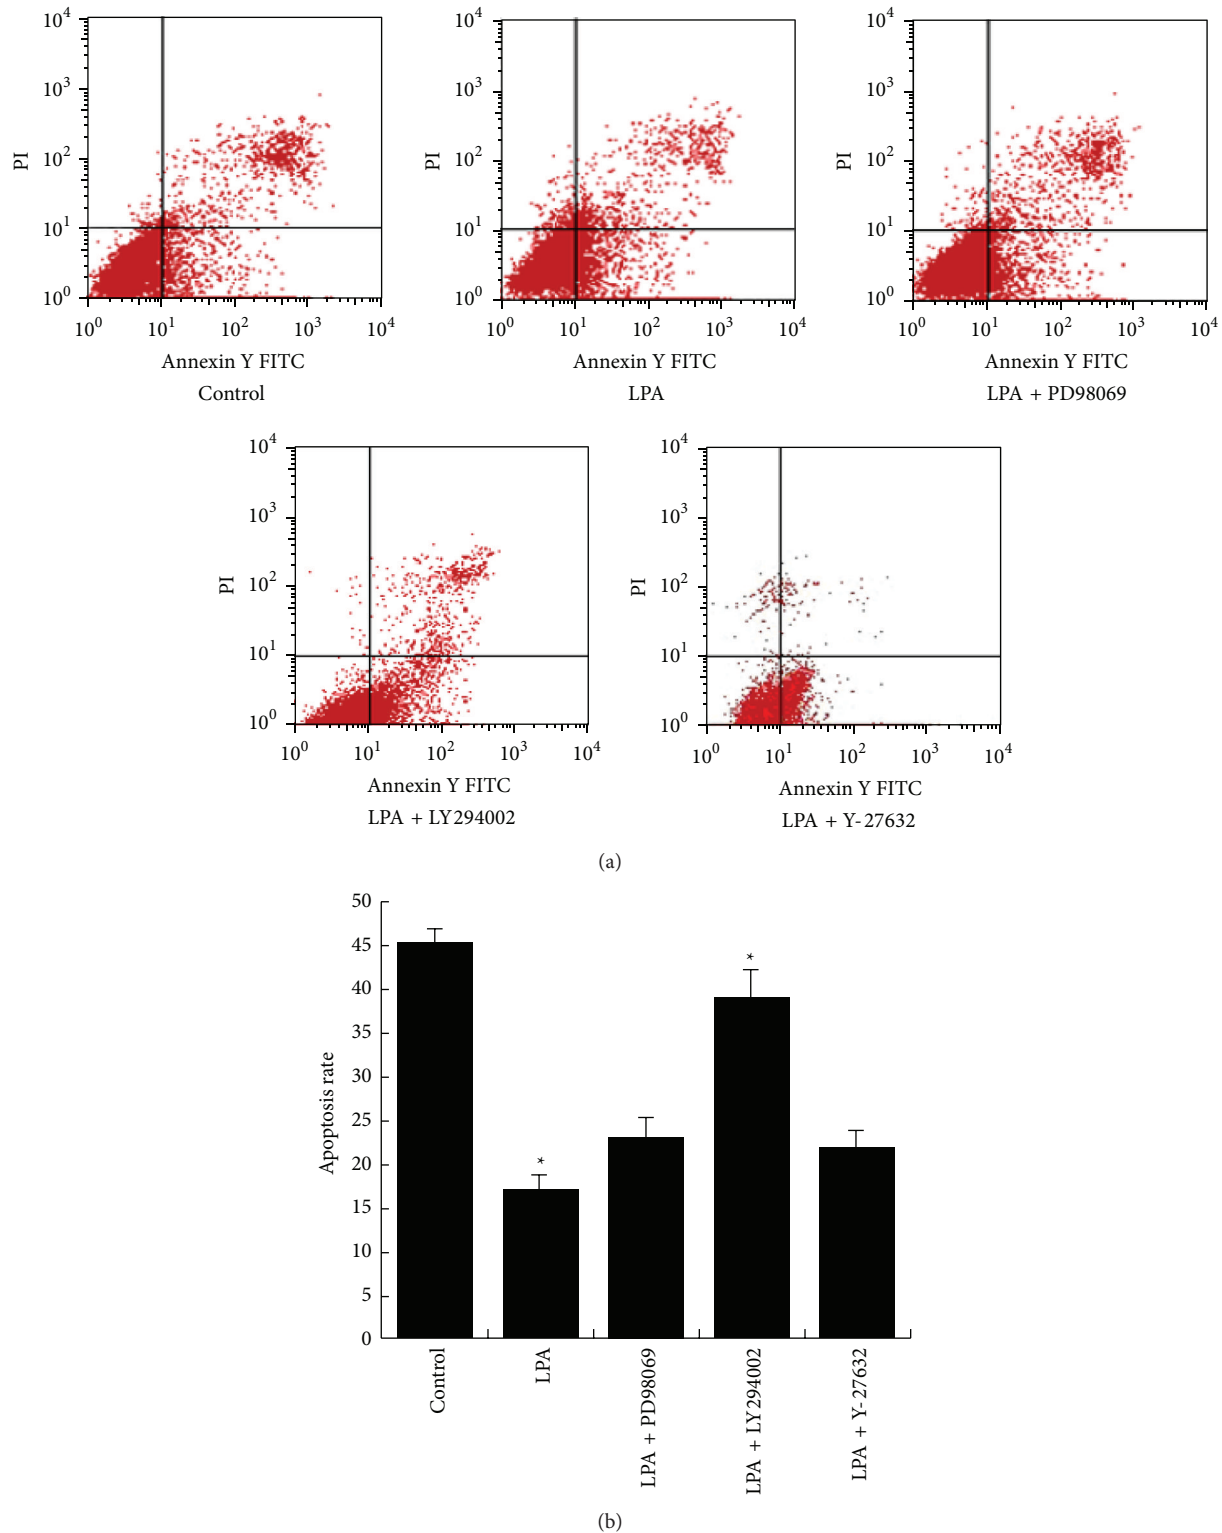 10^4
10^3
10^2
10^1
10^0
PI
10^0 10^1 10^2 10^3 10^4
Annexin Y FITC
Control
10^4
10^3
10^2
10^1
10^0
PI
10^0 10^1 10^2 10^3 10^4
Annexin Y FITC
LPA
10^4
10^3
10^2
10^1
10^0
PI
10^0 10^1 10^2 10^3 10^4
Annexin Y FITC
LPA + PD98069
10^4
10^3
10^2
10^1
10^0
PI
10^0 10^1 10^2 10^3 10^4
Annexin Y FITC
LPA + LY294002
10^4
10^3
10^2
10^1
10^0
PI
10^0 10^1 10^2 10^3 10^4
Annexin Y FITC
LPA + Y-27632
(a)
50
45
40
35
30
25
20
15
10
5
0
Apoptosis rate
*
*
Control
LPA
LPA + PD98069
LPA + LY294002
LPA + Y-27632
(b)